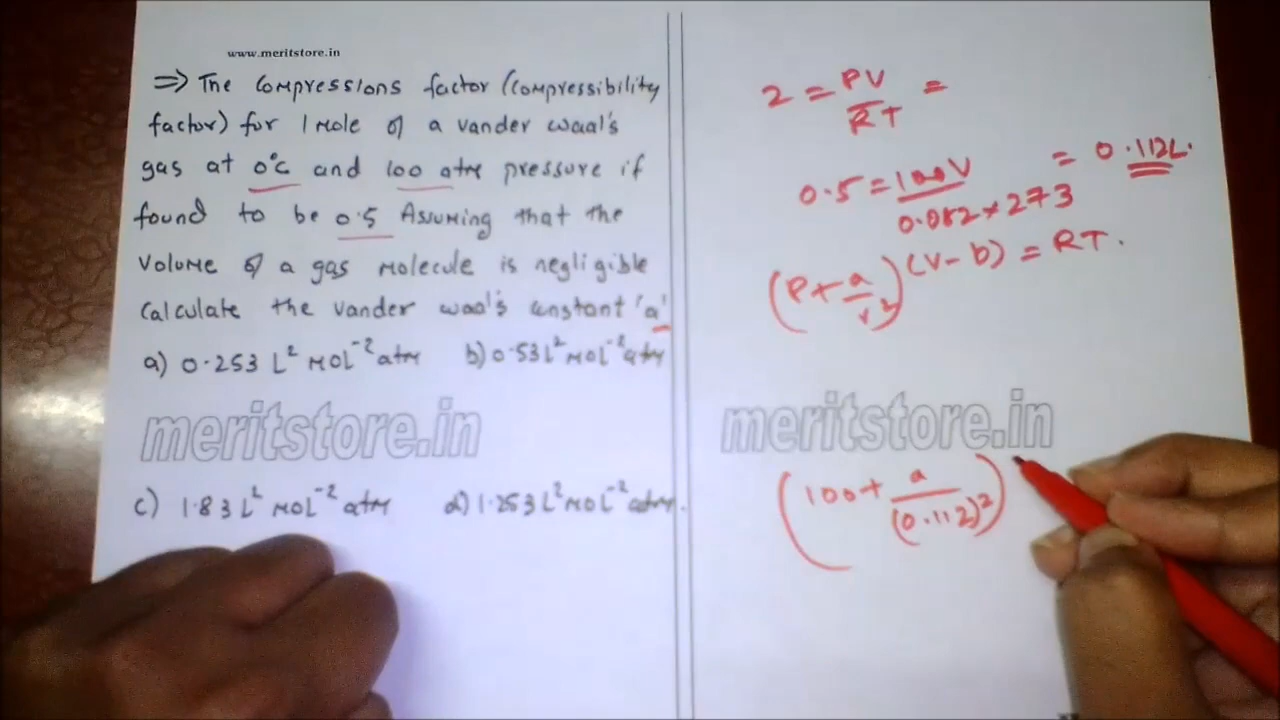 www.meritstore.in
⇒ The compressions factor (compressibility
factor) for 1 mole of a vander waal's
gas at 0°C and 100 atm pressure if
found to be 0.5 Assuming that the
volume of a gas molecule is negligible
calculate the vander waal's constant 'a'
a) 0.253 L² MOL⁻² atm b) 0.53 L² MOL⁻² atm
meritstore.in
c) 1.83 L² MOL⁻² atm d) 1.253 L² MOL⁻² atm.
Z = PV/RT =
0.5 = 100V/0.082×273 = 0.112L.
(P+a/v²)(V-b) = RT.
meritstore.in
(100+a/(0.112)²)